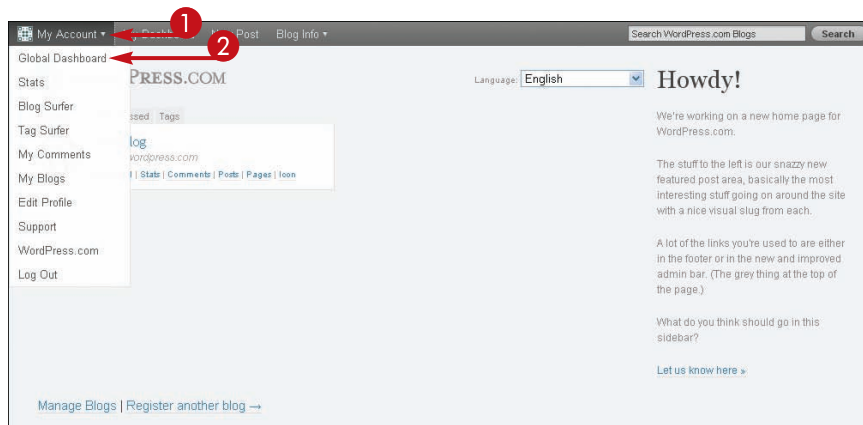 My Account
1
Post
Blog Info
Search WordPress.com Blogs
Search
2
Global Dashboard
Stats
Blog Surfer
Tag Surfer
My Comments
My Blogs
Edit Profile
Support
WordPress.com
Log Out
PRESS.COM
Language: English
Tags
log
wordpress.com
| Stats | Comments | Posts | Pages | Icon
Howdy!
We're working on a new home page for
WordPress.com.
The stuff to the left is our snazzy new
featured post area, basically the most
interesting stuff going on around the site
with a nice visual slug from each.
A lot of the links you're used to are either
in the footer or in the new and improved
admin bar. (The grey thing at the top of
the page.)
What do you think should go in this
sidebar?
Let us know here »
Manage Blogs | Register another blog →